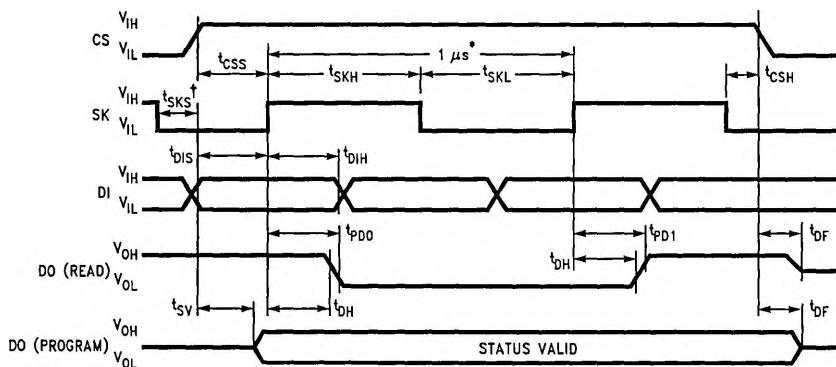 V_IH
CS
V_IL
1 μs*
t_CSS
t_SKH
t_SKL
t_CSH
V_IH
t_SKS†
SK
V_IL
t_DIS
t_DIH
V_IH
DI
V_IL
t_PD0
t_PD1
t_DF
V_OH
DO (READ)
t_DH
V_OL
t_SV
t_DH
t_DF
V_OH
DO (PROGRAM)
STATUS VALID
V_OL